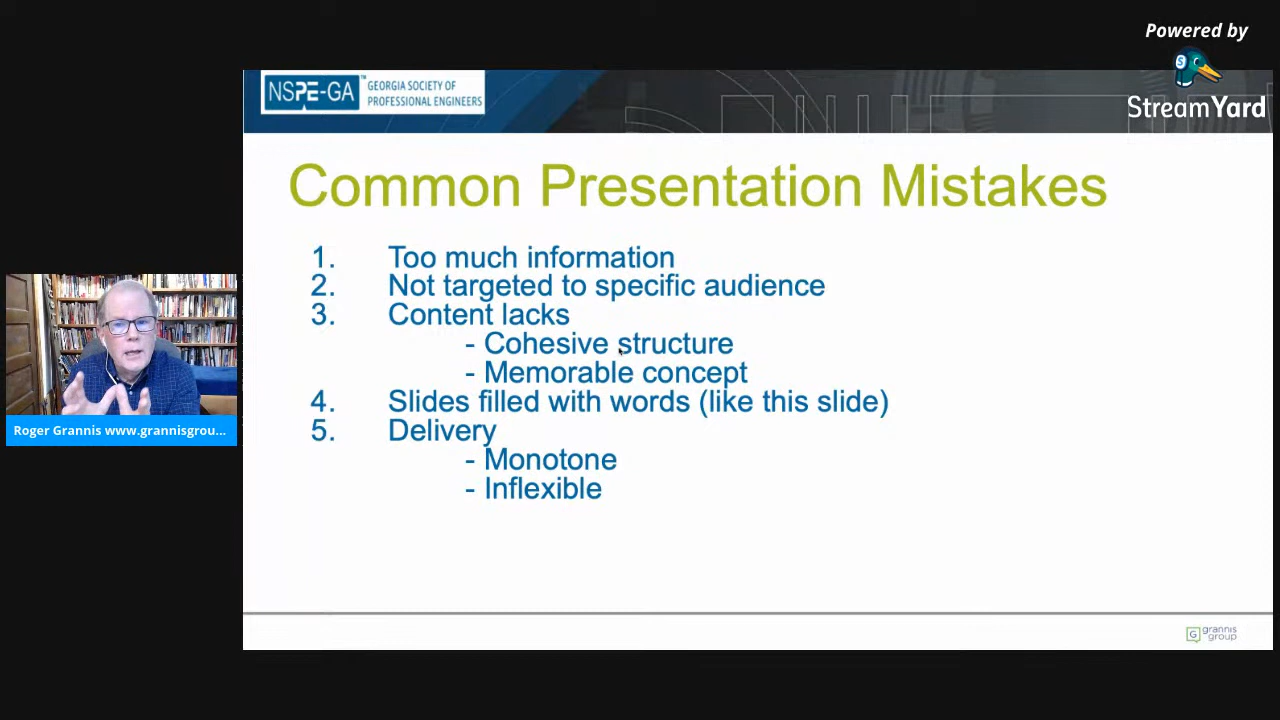 Powered by
StreamYard
NSPE-GA™ GEORGIA SOCIETY OF
PROFESSIONAL ENGINEERS
Common Presentation Mistakes
1. Too much information
2. Not targeted to specific audience
3. Content lacks
- Cohesive structure
- Memorable concept
4. Slides filled with words (like this slide)
5. Delivery
- Monotone
- Inflexible
Roger Grannis www.grannisgrou...
G grannis
group